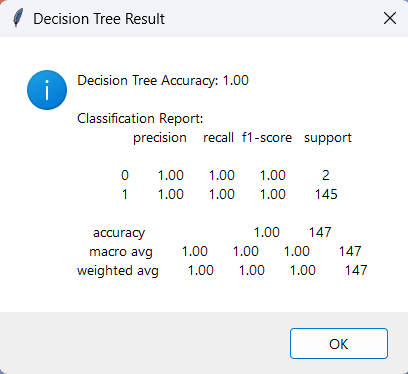 Decision Tree Result
Decision Tree Accuracy: 1.00
Classification Report:
precision recall f1-score support
0 1.00 1.00 1.00 2
1 1.00 1.00 1.00 145
accuracy 1.00 147
macro avg 1.00 1.00 1.00 147
weighted avg 1.00 1.00 1.00 147
OK